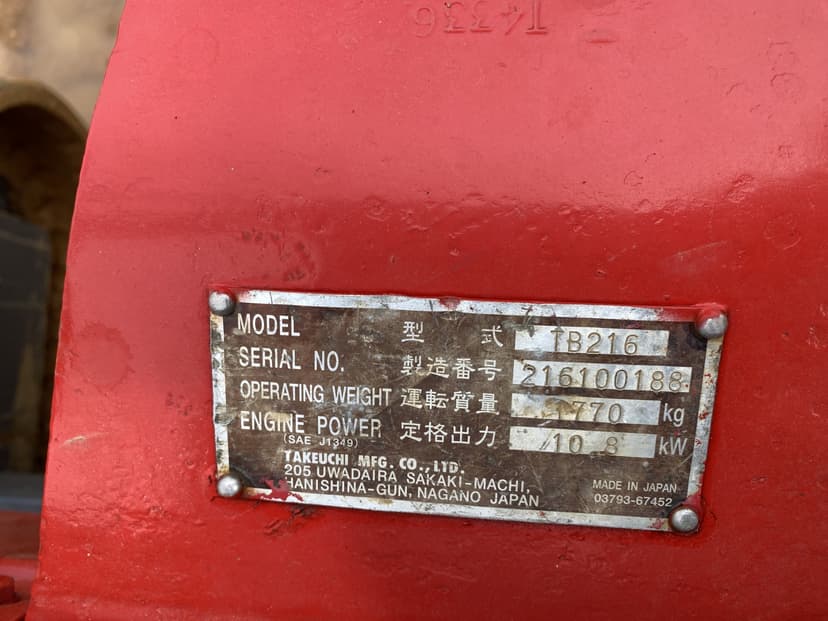 T4336
MODEL 型 式 TB216
SERIAL NO. 製造番号 216100188
OPERATING WEIGHT 運転質量 1770 kg
ENGINE POWER 定格出力 10.8 kW
(SAE J1349)
TAKEUCHI MFG. CO., LTD.
205 UWADAIRA SAKAKI-MACHI,
HANISHINA-GUN, NAGANO JAPAN
MADE IN JAPAN
03793-67452